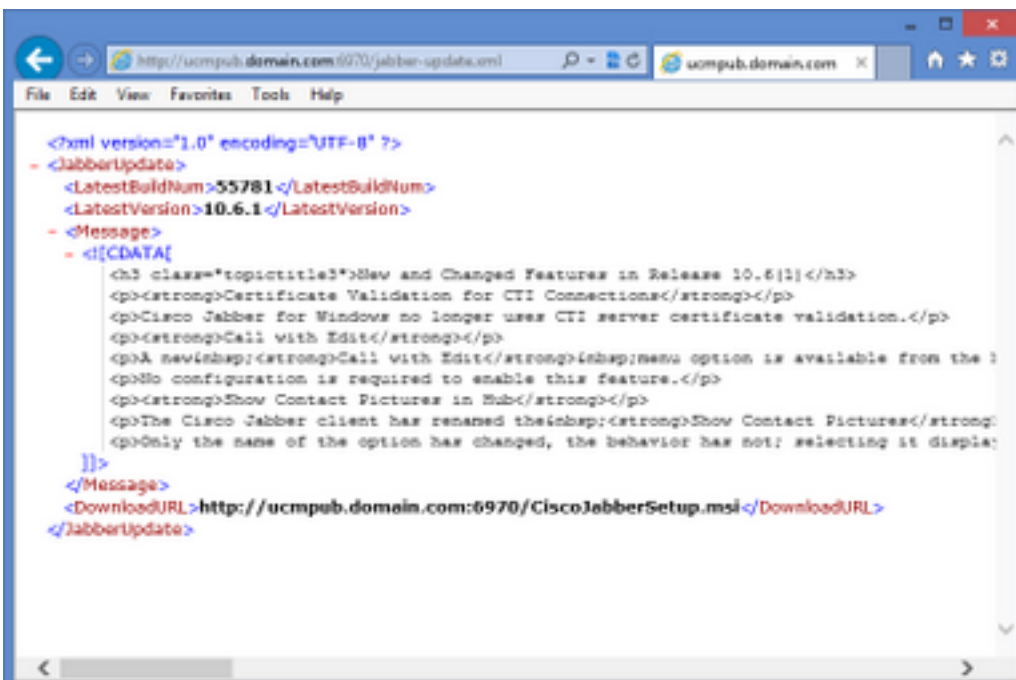 http://ucmpub.domain.com:6970/jabber-update.xml
ucmpub.domain.com
File Edit View Favorites Tools Help
<?xml version="1.0" encoding="UTF-8" ?>
- <JabberUpdate>
<LatestBuildNum>55781</LatestBuildNum>
<LatestVersion>10.6.1</LatestVersion>
- <Message>
- <![CDATA[
<h3 class="topictitle3">New and Changed Features in Release 10.6(1)</h3>
<p><strong>Certificate Validation for CTI Connections</strong></p>
<p>Cisco Jabber for Windows no longer uses CTI server certificate validation.</p>
<p><strong>Call with Edit</strong></p>
<p>A new&nbsp;<strong>Call with Edit</strong>&nbsp;menu option is available from the
<p>No configuration is required to enable this feature.</p>
<p><strong>Show Contact Pictures in Hub</strong></p>
<p>The Cisco Jabber client has renamed the&nbsp;<strong>Show Contact Pictures</strong>
<p>Only the name of the option has changed, the behavior has not; selecting it display
]]>
</Message>
<DownloadURL>http://ucmpub.domain.com:6970/CiscoJabberSetup.msi</DownloadURL>
</JabberUpdate>